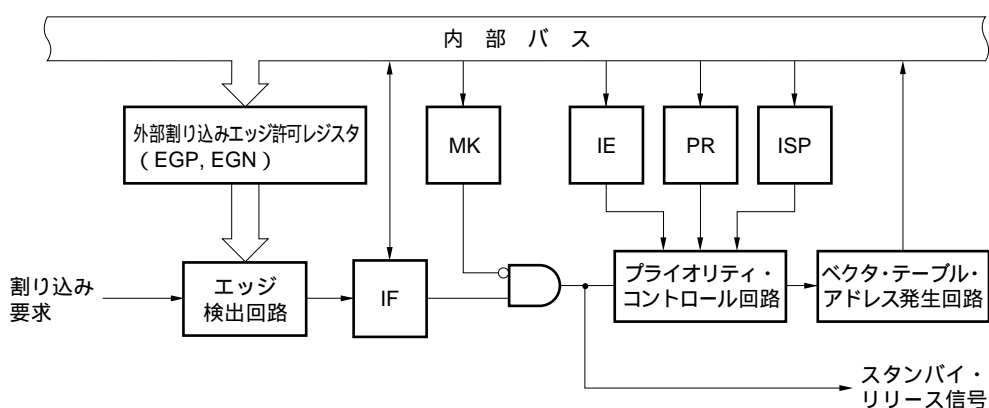 内部バス
外部割り込みエッジ許可レジスタ
（EGP, EGN）
MK
IE
PR
ISP
割り込み
要求
エッジ
検出回路
IF
プライオリティ・
コントロール回路
ベクタ・テーブル・
アドレス発生回路
スタンバイ・
リリース信号